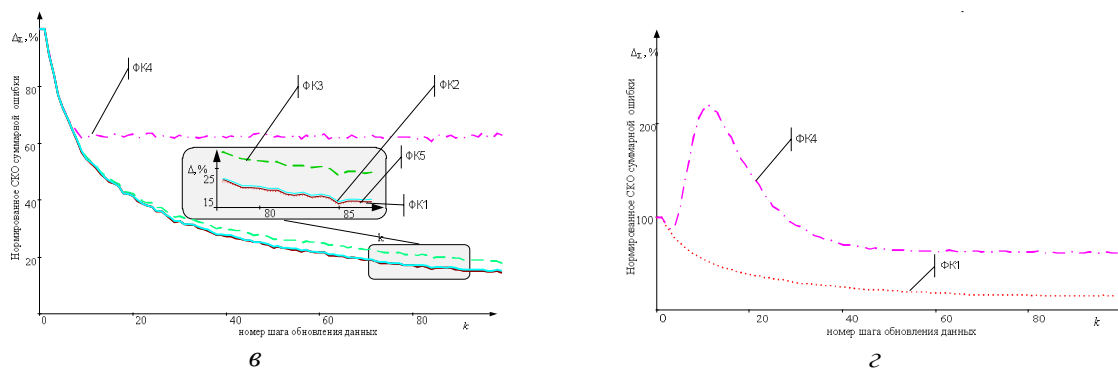 ΔΣ, %
Нормированное СКО суммарной ошибки
80
60
40
20
0
20
40
60
80
k
номер шага обновления данных
ФК4
ФК3
ФК2
ФК5
ФК1
Δ, %
25
15
80
85
k
в
ΔΣ, %
Нормированное СКО суммарной ошибки
200
100
0
20
40
60
80
k
номер шага обновления данных
ФК4
ФК1
г